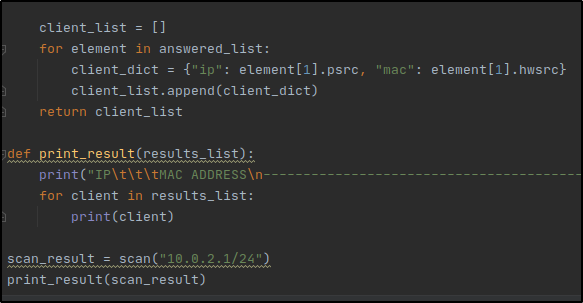 client_list = []
for element in answered_list:
client_dict = {"ip": element[1].psrc, "mac": element[1].hwsrc}
client_list.append(client_dict)
return client_list
def print_result(results_list):
print("IP\t\t\tMAC ADDRESS\n-----------------------------------------
for client in results_list:
print(client)
scan_result = scan("10.0.2.1/24")
print_result(scan_result)